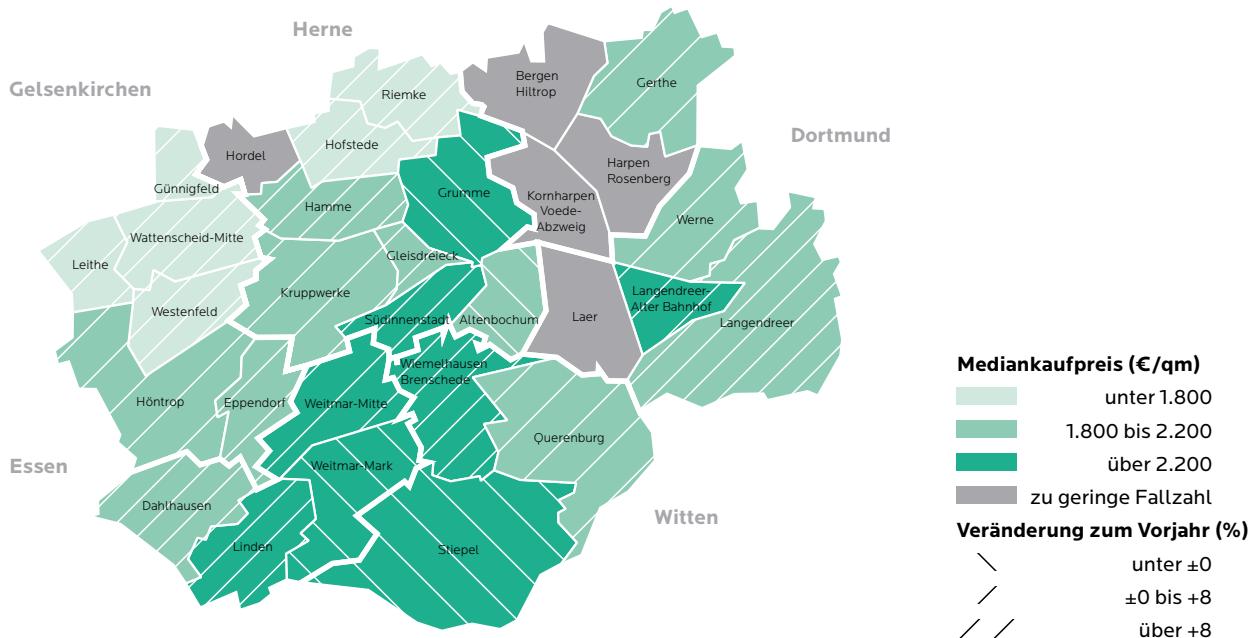 Herne
Gelsenkirchen
Dortmund
Essen
Witten
Bergen
Hiltrop
Gerthe
Riemke
Hordel
Hofstede
Harpen
Rosenberg
Günnigfeld
Hamme
Grumme
Kornharpen
Voede-
Abzweig
Werne
Wattenscheid-Mitte
Leithe
Gleisdreieck
Kruppwerke
Westenfeld
Südinnenstadt
Altenbochum
Laer
Langendreer-
Alter Bahnhof
Langendreer
Wiemelhausen
Brenschede
Höntrop
Eppendorf
Weitmar-Mitte
Querenburg
Weitmar-Mark
Dahlhausen
Linden
Stiepel
Mediankaufpreis (€/qm)
unter 1.800
1.800 bis 2.200
über 2.200
zu geringe Fallzahl
Veränderung zum Vorjahr (%)
unter ±0
±0 bis +8
über +8